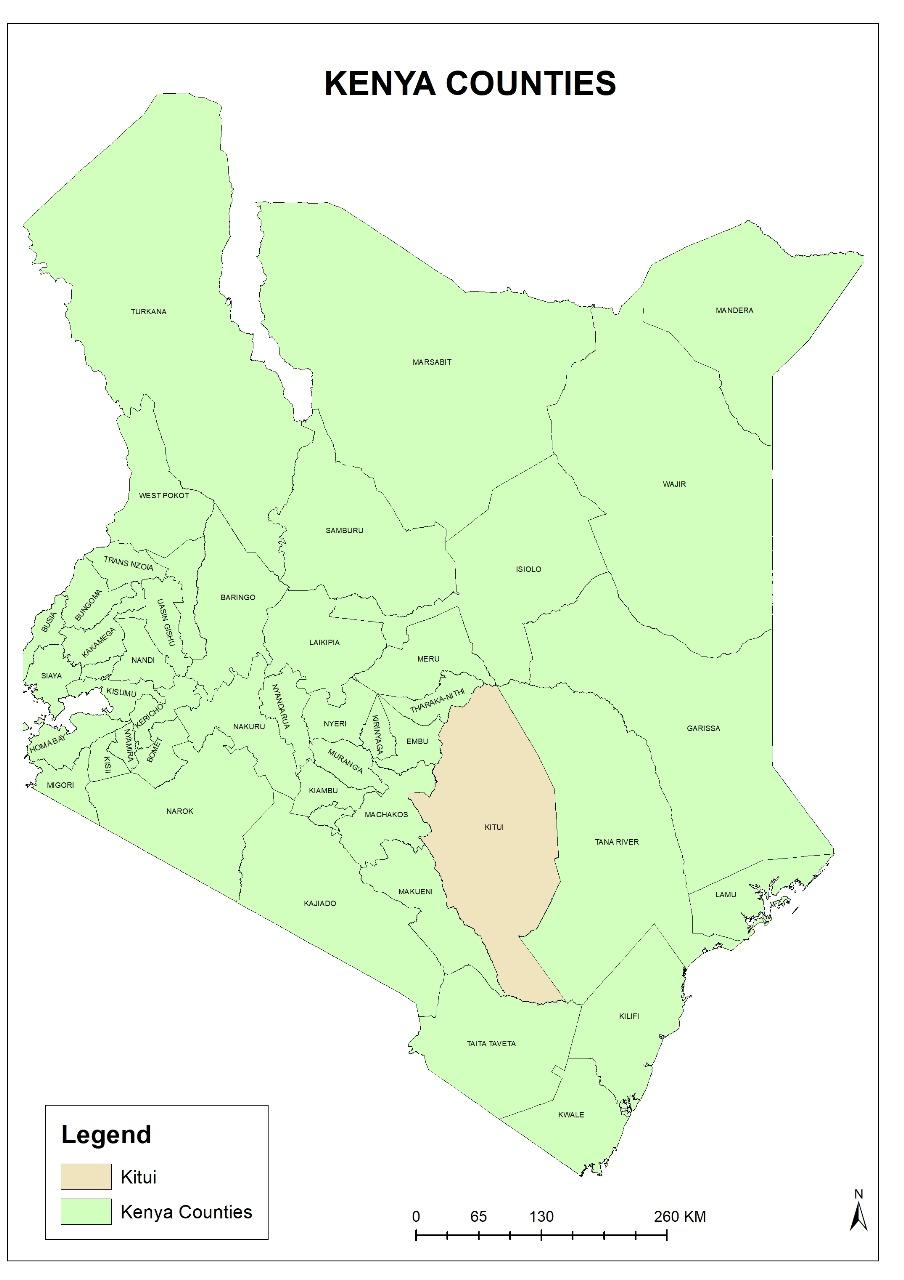 KENYA COUNTIES
TURKANA
MANDERA
MARSABIT
WAJIR
WEST POKOT
SAMBURU
TRANS NZOIA
ISIOLO
BUNGOMA
BARINGO
BUSIA
UASIN GISHU
KAKAMEGA
LAIKIPIA
NANDI
MERU
SIAYA
KISUMU
THARAKA-NITHI
NYANDARUA
KERICHO
NAKURU
NYERI
KIRINYAGA
GARISSA
HOMA BAY
NYAMIRA
BOMET
EMBU
KISII
MURANGA
MIGORI
KIAMBU
NAROK
MACHAKOS
KITUI
TANA RIVER
MAKUENI
LAMU
KAJIADO
KILIFI
TAITA TAVETA
KWALE
Legend
Kitui
Kenya Counties
0 65 130 260 KM
N